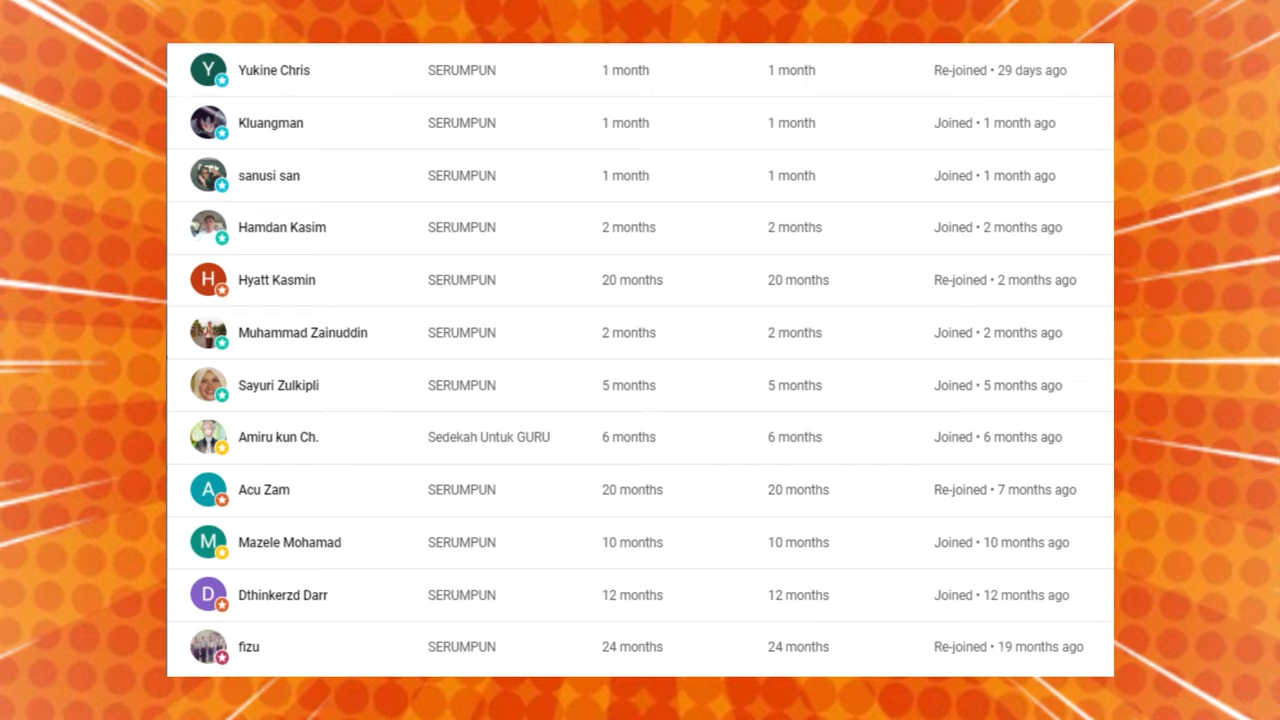 Y Yukine Chris SERUMPUN 1 month 1 month Re-joined • 29 days ago
Kluangman SERUMPUN 1 month 1 month Joined • 1 month ago
sanusi san SERUMPUN 1 month 1 month Joined • 1 month ago
Hamdan Kasim SERUMPUN 2 months 2 months Joined • 2 months ago
H Hyatt Kasmin SERUMPUN 20 months 20 months Re-joined • 2 months ago
Muhammad Zainuddin SERUMPUN 2 months 2 months Joined • 2 months ago
Sayuri Zulkipli SERUMPUN 5 months 5 months Joined • 5 months ago
Amiru kun Ch. Sedekah Untuk GURU 6 months 6 months Joined • 6 months ago
A Acu Zam SERUMPUN 20 months 20 months Re-joined • 7 months ago
M Mazele Mohamad SERUMPUN 10 months 10 months Joined • 10 months ago
D Dthinkerzd Darr SERUMPUN 12 months 12 months Joined • 12 months ago
fizu SERUMPUN 24 months 24 months Re-joined • 19 months ago